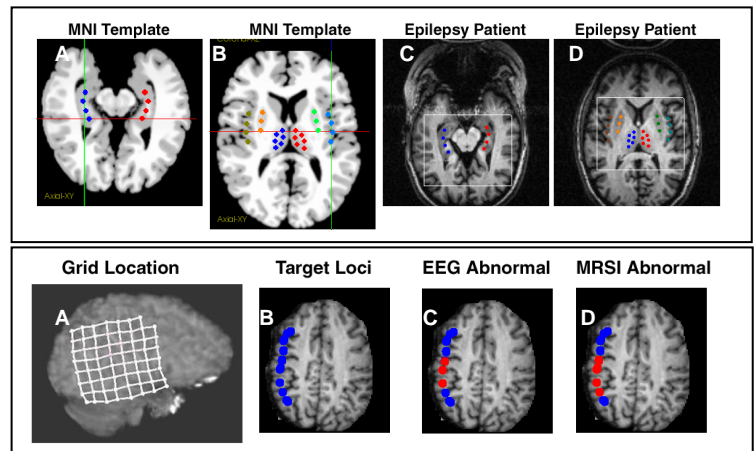 MNI Template MNI Template Epilepsy Patient Epilepsy Patient
A B C D
Axial-XY
Axial-XY
Grid Location Target Loci EEG Abnormal MRSI Abnormal
A B C D